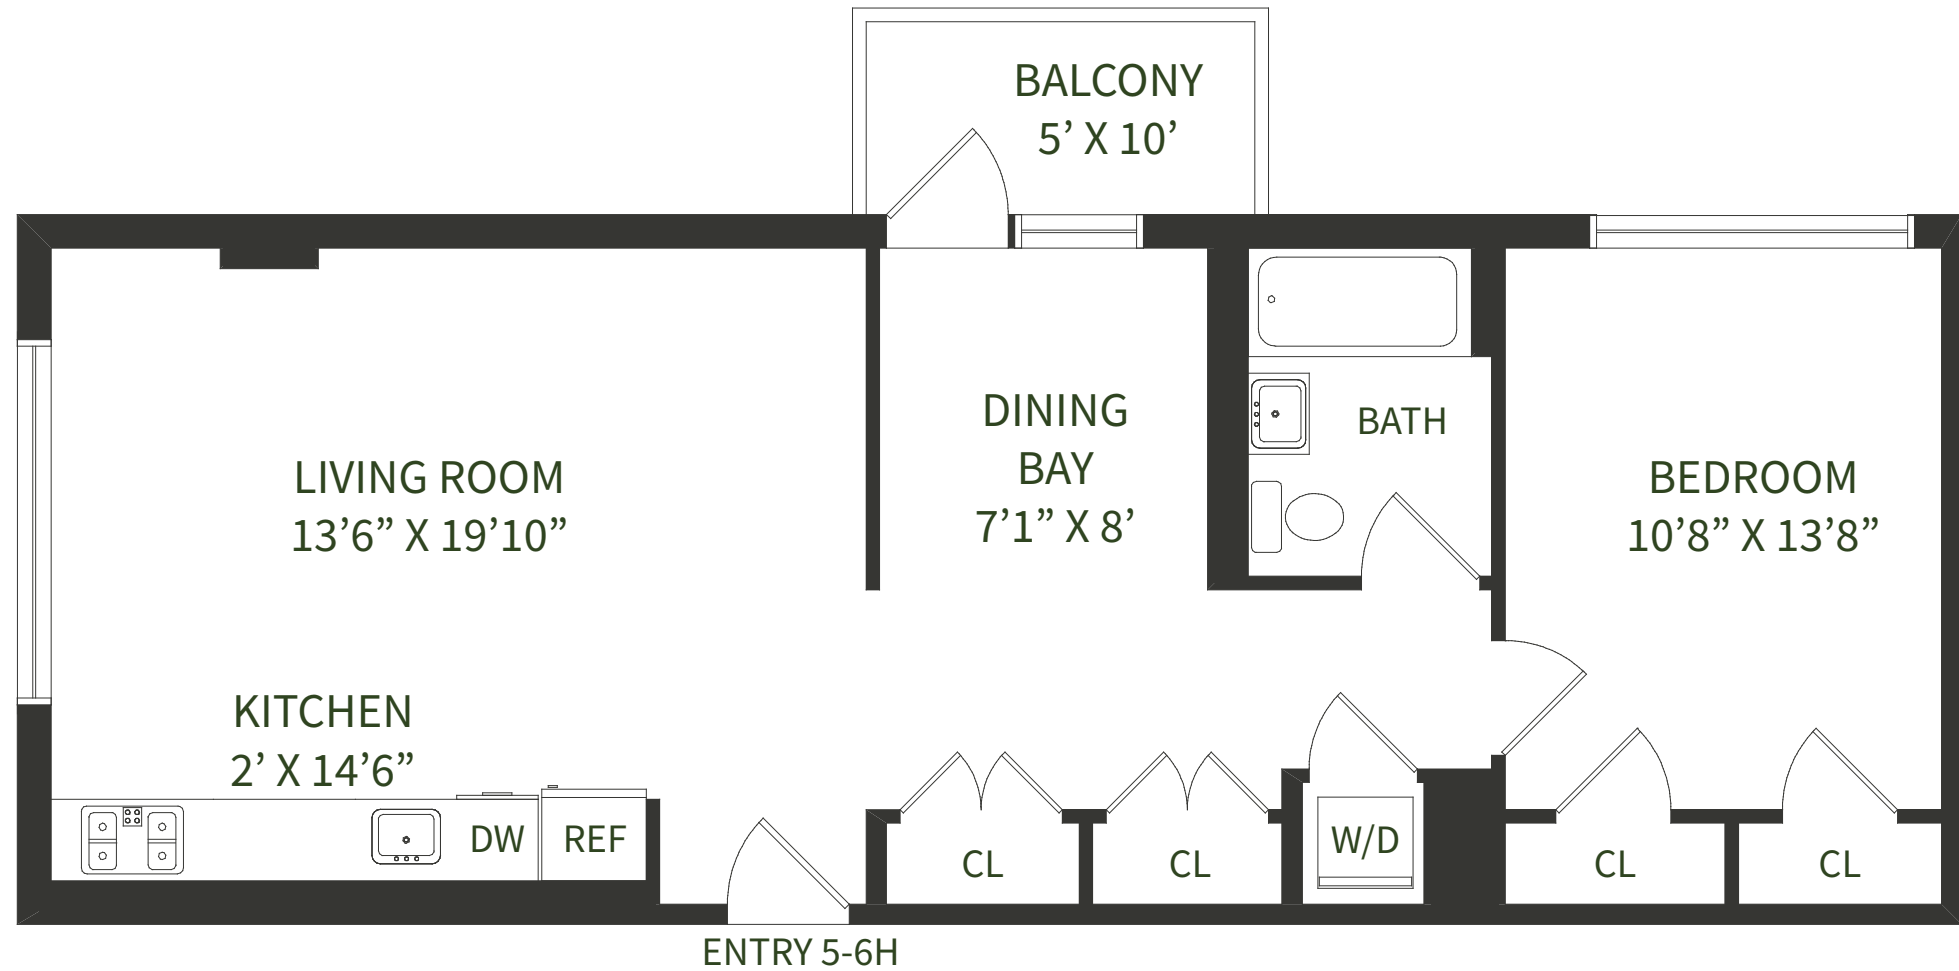 BALCONY
5’ X 10’
LIVING ROOM
13’6” X 19’10”
DINING
BAY
7’1” X 8’
BATH
BEDROOM
10’8” X 13’8”
KITCHEN
2’ X 14’6”
DW
REF
CL
CL
W/D
CL
CL
ENTRY 5-6H